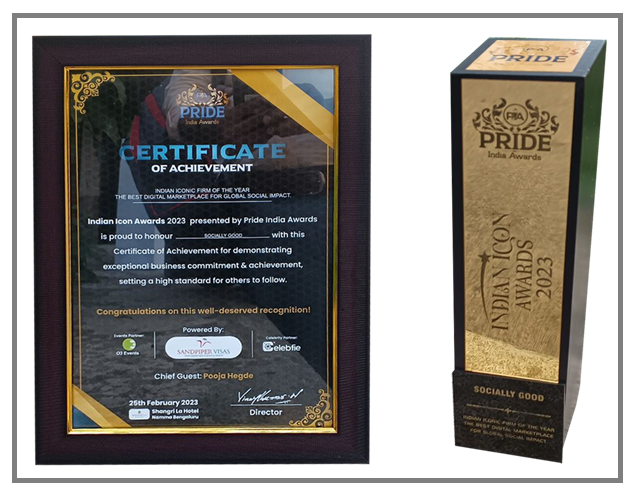 PIA
PRIDE
India Awards
CERTIFICATE
OF ACHIEVEMENT
INDIAN ICONIC FIRM OF THE YEAR
THE BEST DIGITAL MARKETPLACE FOR GLOBAL SOCIAL IMPACT.
Indian Icon Awards 2023 presented by Pride India Awards
is proud to honour SOCIALLY GOOD with this
Certificate of Achievement for demonstrating
exceptional business commitment & achievement,
setting a high standard for others to follow.
Congratulations on this well-deserved recognition!
Events Partner:
O3 Events
Powered By:
SANDPIPER VISAS
Celebrity Partner:
Celebfie
Chief Guest: Pooja Hegde
25th February 2023
Shangri La Hotel
Namma Bengaluru
Director
PRIDE
PIA
PRIDE
India Awards
INDIAN ICON
AWARDS
2023
SOCIALLY GOOD
INDIAN ICONIC FIRM OF THE YEAR
THE BEST DIGITAL MARKETPLACE
FOR GLOBAL SOCIAL IMPACT